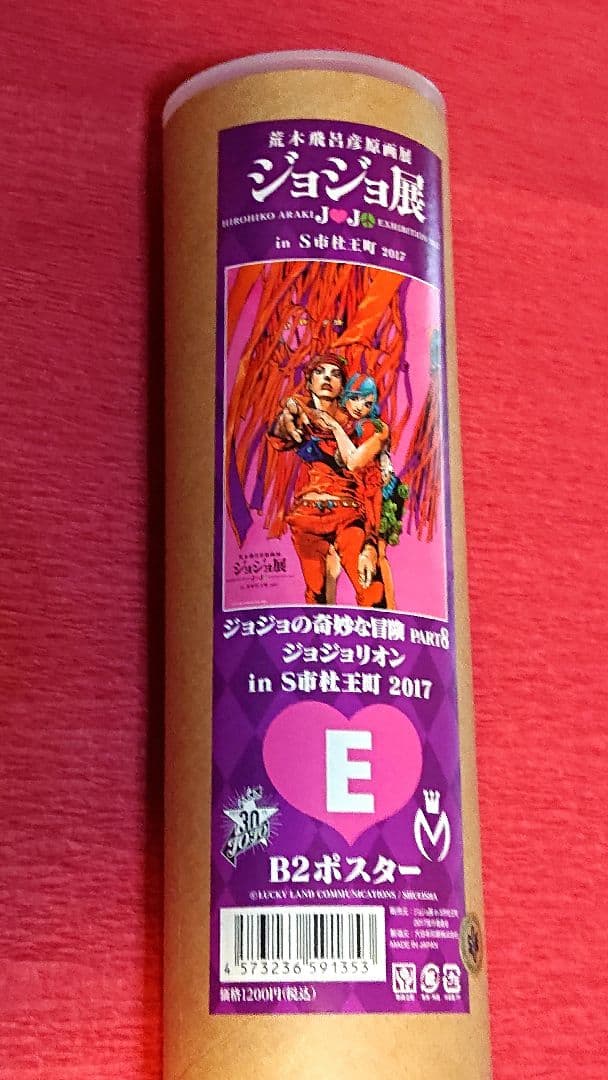 荒木飛呂彦原画展
ジョジョ展
HIROHIKO ARAKI JOJO EXHIBITION
in S市杜王町 2017
ジョジョ展
ジョジョの奇妙な冒険 PART8
ジョジョリオン
in S市杜王町 2017
E
30
JOJO
M
B2ポスター
©LUCKY LAND COMMUNICATIONS / SHUEISHA
MADE IN JAPAN
4 573236 591353
価格1200円(税込)